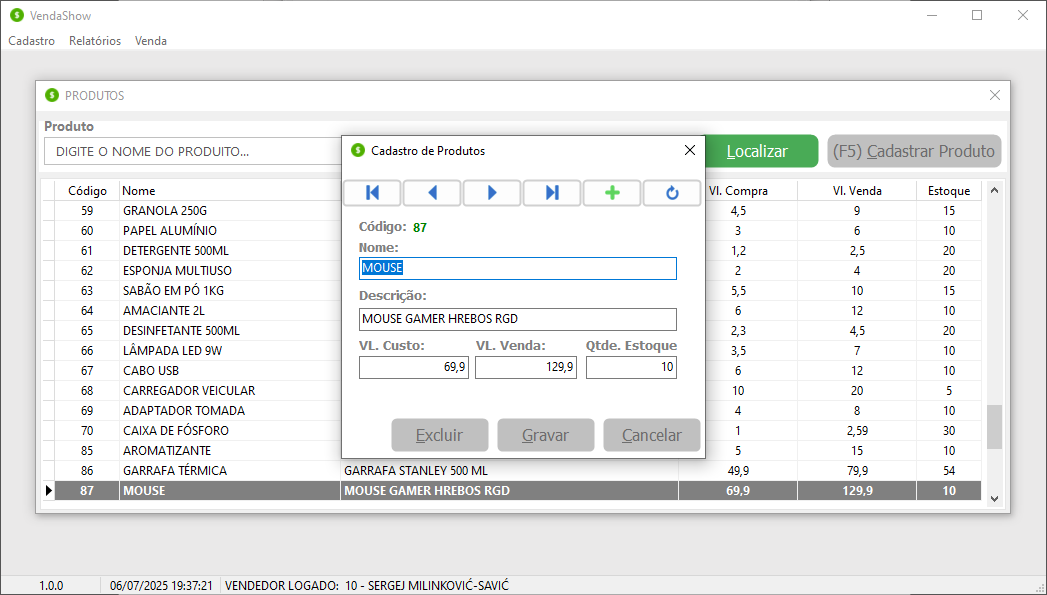 VendaShow
Cadastro Relatórios Venda
PRODUTOS
Produto
DIGITE O NOME DO PRODUITO...
Localizar
(F5) Cadastrar Produto
Código Nome Vl. Compra Vl. Venda Estoque
59 GRANOLA 250G 4,5 9 15
60 PAPEL ALUMÍNIO 3 6 10
61 DETERGENTE 500ML 1,2 2,5 20
62 ESPONJA MULTIUSO 2 4 20
63 SABÃO EM PÓ 1KG 5,5 10 15
64 AMACIANTE 2L 6 12 10
65 DESINFETANTE 500ML 2,3 4,5 20
66 LÂMPADA LED 9W 3,5 7 10
67 CABO USB 6 12 10
68 CARREGADOR VEICULAR 10 20 5
69 ADAPTADOR TOMADA 4 8 10
70 CAIXA DE FÓSFORO 1 2,59 30
85 AROMATIZANTE 5 15 10
86 GARRAFA TÉRMICA GARRAFA STANLEY 500 ML 49,9 79,9 54
87 MOUSE MOUSE GAMER HREBOS RGD 69,9 129,9 10
Cadastro de Produtos
Código: 87
Nome:
MOUSE
Descrição:
MOUSE GAMER HREBOS RGD
VL. Custo: VL. Venda: Qtde. Estoque
69,9 129,9 10
Excluir Gravar Cancelar
1.0.0 06/07/2025 19:37:21 VENDEDOR LOGADO: 10 - SERGEJ MILINKOVIĆ-SAVIĆ